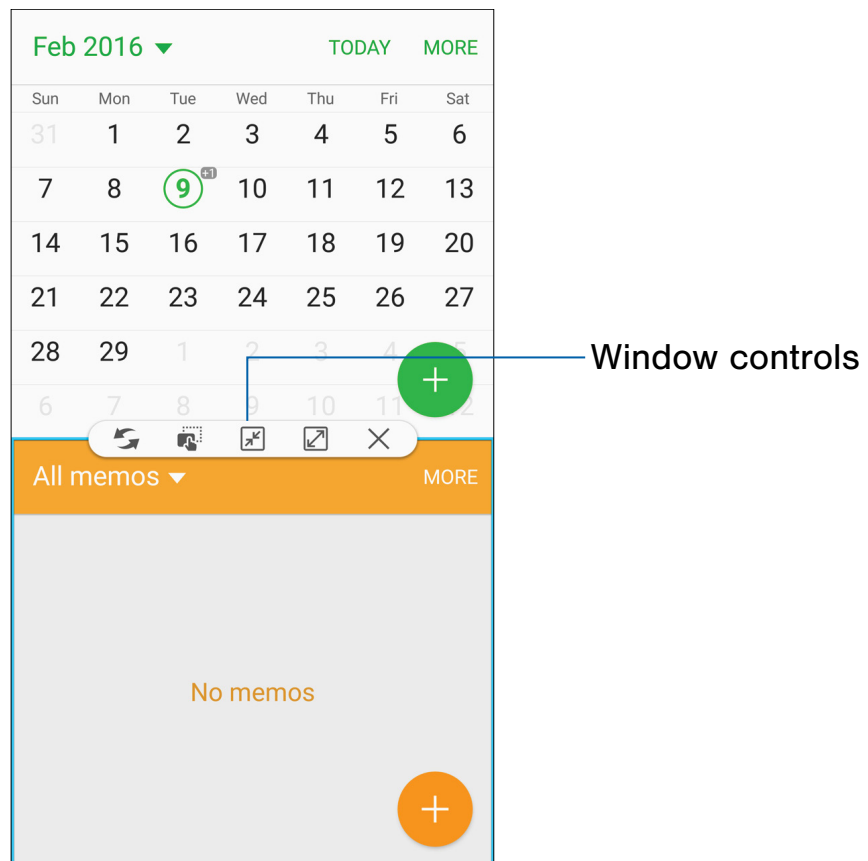 Feb 2016 TODAY MORE
Sun Mon Tue Wed Thu Fri Sat
31 1 2 3 4 5 6
7 8 9 +1 10 11 12 13
14 15 16 17 18 19 20
21 22 23 24 25 26 27
28 29 1 2 3 4 5
Window controls
6 7 8 9 10 11 12
All memos MORE
No memos